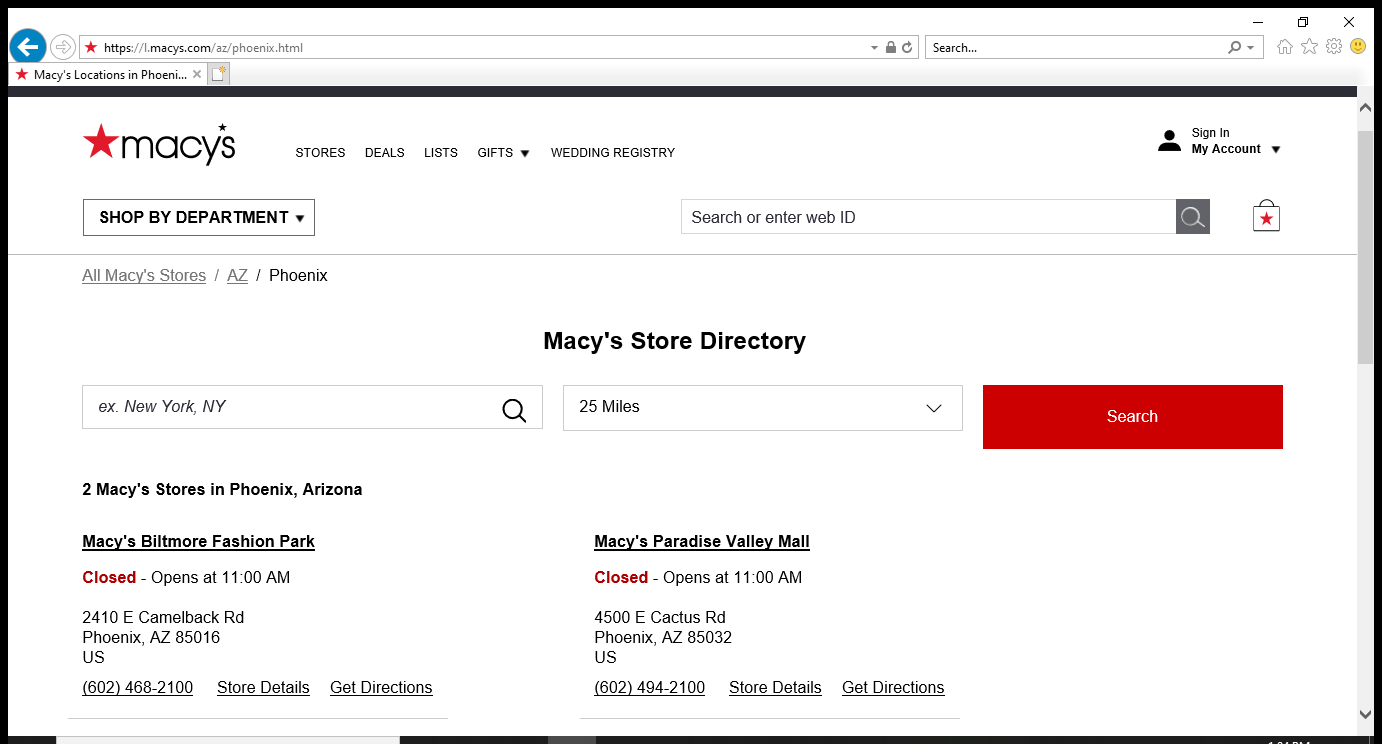 https://l.macys.com/az/phoenix.html
Search...
Macy's Locations in Phoeni...
macy's
STORES DEALS LISTS GIFTS WEDDING REGISTRY
Sign In
My Account
SHOP BY DEPARTMENT
Search or enter web ID
All Macy's Stores / AZ / Phoenix
Macy's Store Directory
ex. New York, NY
25 Miles
Search
2 Macy's Stores in Phoenix, Arizona
Macy's Biltmore Fashion Park
Closed - Opens at 11:00 AM
2410 E Camelback Rd
Phoenix, AZ 85016
US
(602) 468-2100 Store Details Get Directions
Macy's Paradise Valley Mall
Closed - Opens at 11:00 AM
4500 E Cactus Rd
Phoenix, AZ 85032
US
(602) 494-2100 Store Details Get Directions